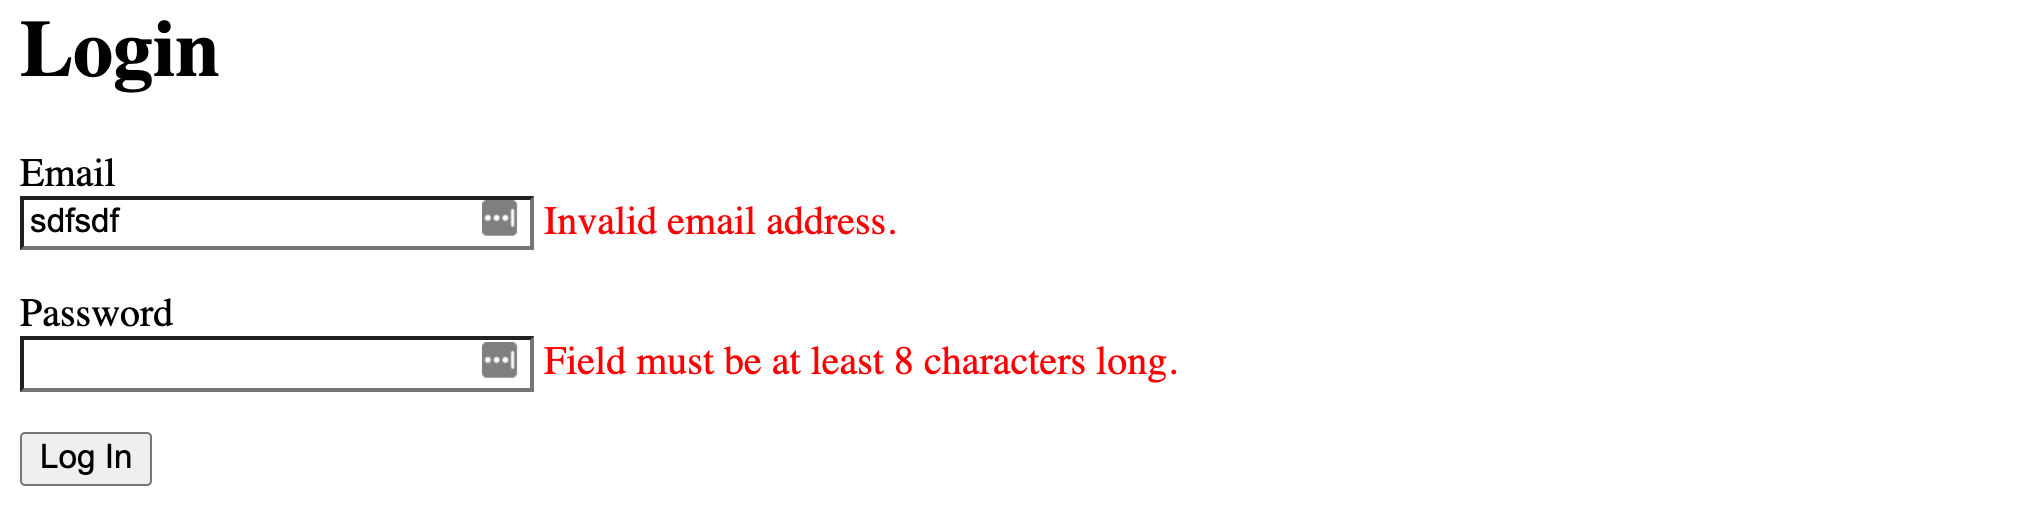 Login
Email
sdfsdf Invalid email address.
Password
Field must be at least 8 characters long.
Log In